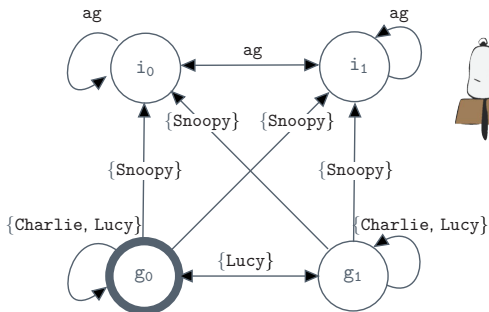 ag
ag
ag
i₀
i₁
{Snoopy}
{Snoopy}
{Snoopy}
{Snoopy}
{Charlie, Lucy}
{Charlie, Lucy}
{Lucy}
g₀
g₁